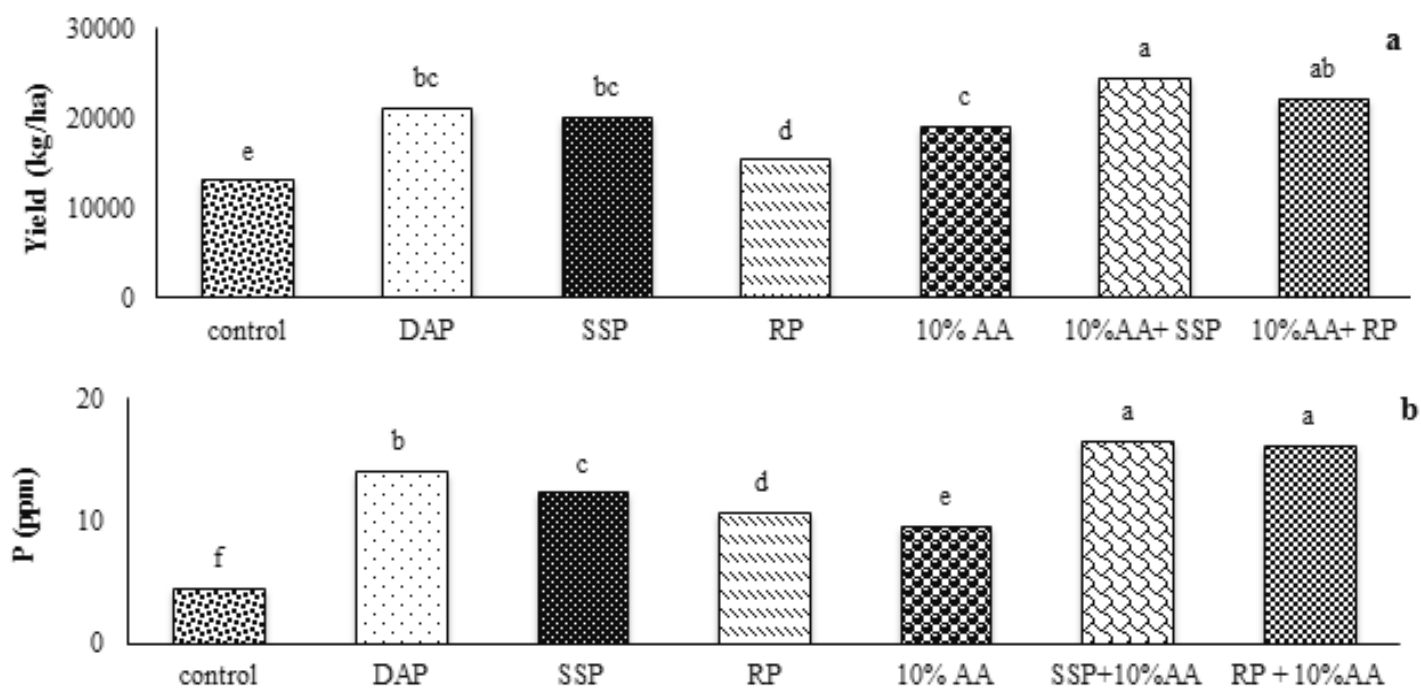 30000
20000
10000
0
Yield (kg/ha)
a
e
bc
bc
d
c
a
ab
control
DAP
SSP
RP
10% AA
10%AA+ SSP
10%AA+ RP
20
10
0
P (ppm)
b
f
b
c
d
e
a
a
control
DAP
SSP
RP
10% AA
SSP+10%AA
RP + 10%AA